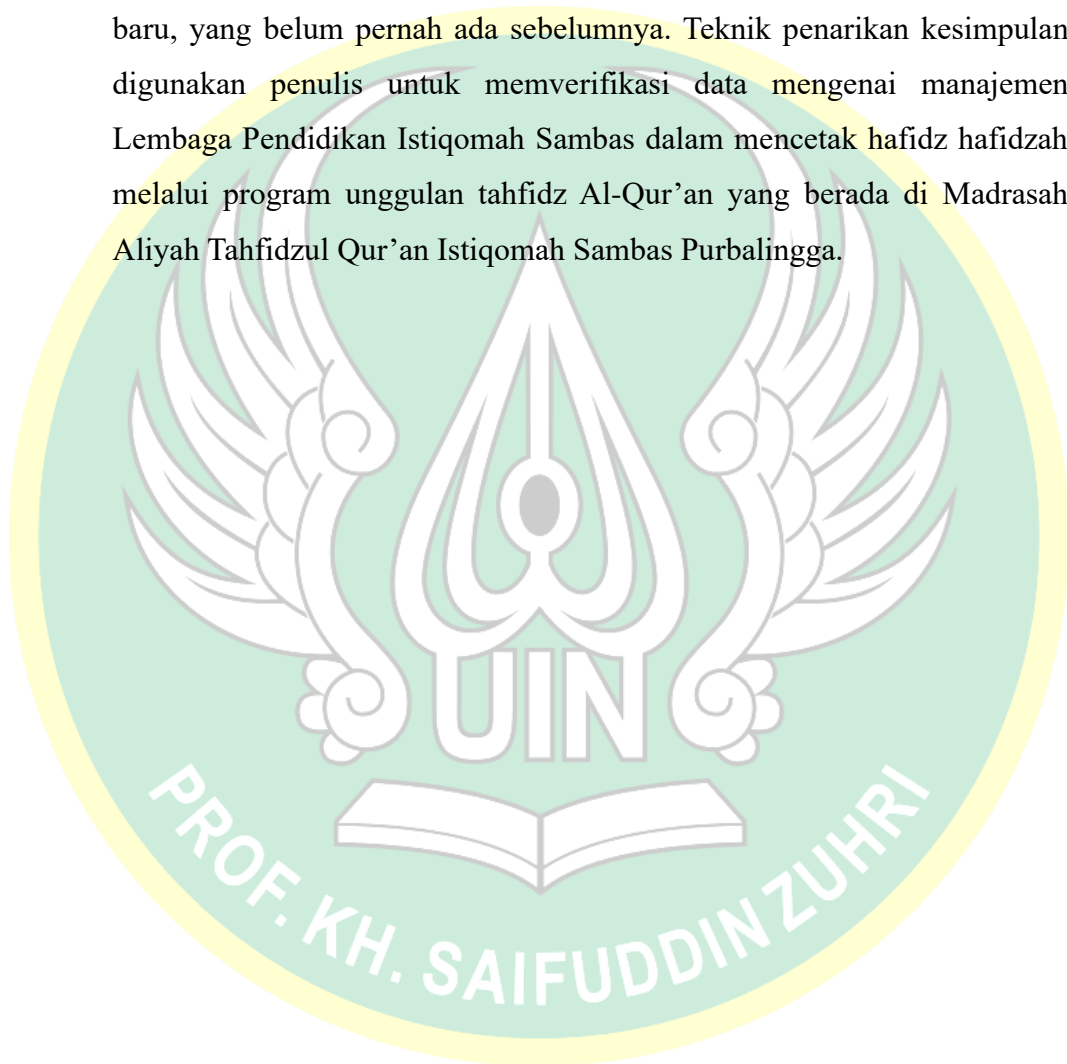 baru, yang belum pernah ada sebelumnya. Teknik penarikan kesimpulan
digunakan penulis untuk memverifikasi data mengenai manajemen
Lembaga Pendidikan Istiqomah Sambas dalam mencetak hafidz hafidzah
melalui program unggulan tahfidz Al-Qur’an yang berada di Madrasah
Aliyah Tahfidzul Qur’an Istiqomah Sambas Purbalingga.
UIN
PROF. KH. SAIFUDDIN ZUHRI